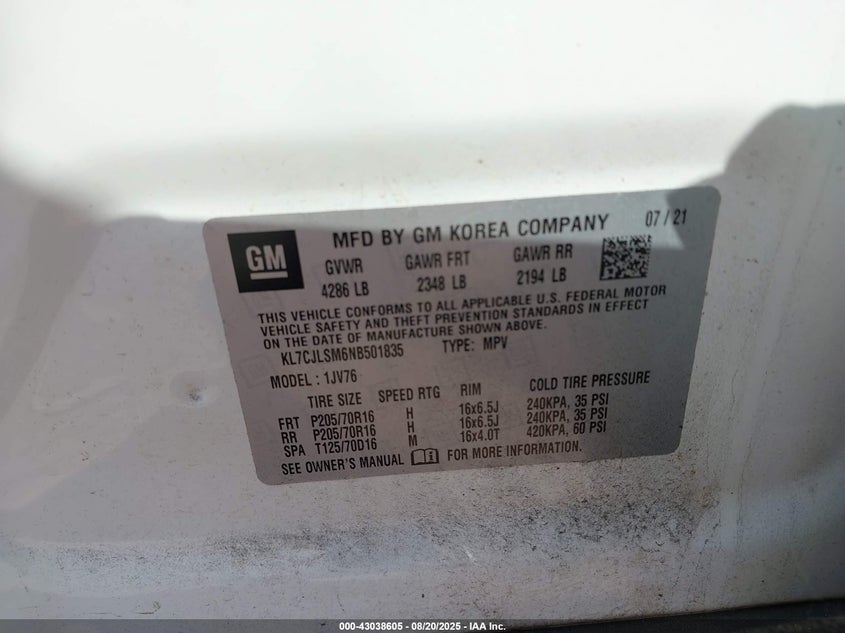 GM
MFD BY GM KOREA COMPANY 07 / 21
GVWR GAWR FRT GAWR RR
4286 LB 2348 LB 2194 LB
THIS VEHICLE CONFORMS TO ALL APPLICABLE U.S. FEDERAL MOTOR
VEHICLE SAFETY AND THEFT PREVENTION STANDARDS IN EFFECT
ON THE DATE OF MANUFACTURE SHOWN ABOVE.
KL7CJLSM6NB501835 TYPE: MPV
MODEL : 1JV76
TIRE SIZE SPEED RTG RIM COLD TIRE PRESSURE
FRT P205/70R16 H 16x6.5J 240KPA, 35 PSI
RR P205/70R16 H 16x6.5J 240KPA, 35 PSI
SPA T125/70D16 M 16x4.0T 420KPA, 60 PSI
SEE OWNER'S MANUAL FOR MORE INFORMATION.
000-43038605 - 08/20/2025 - IAA Inc.